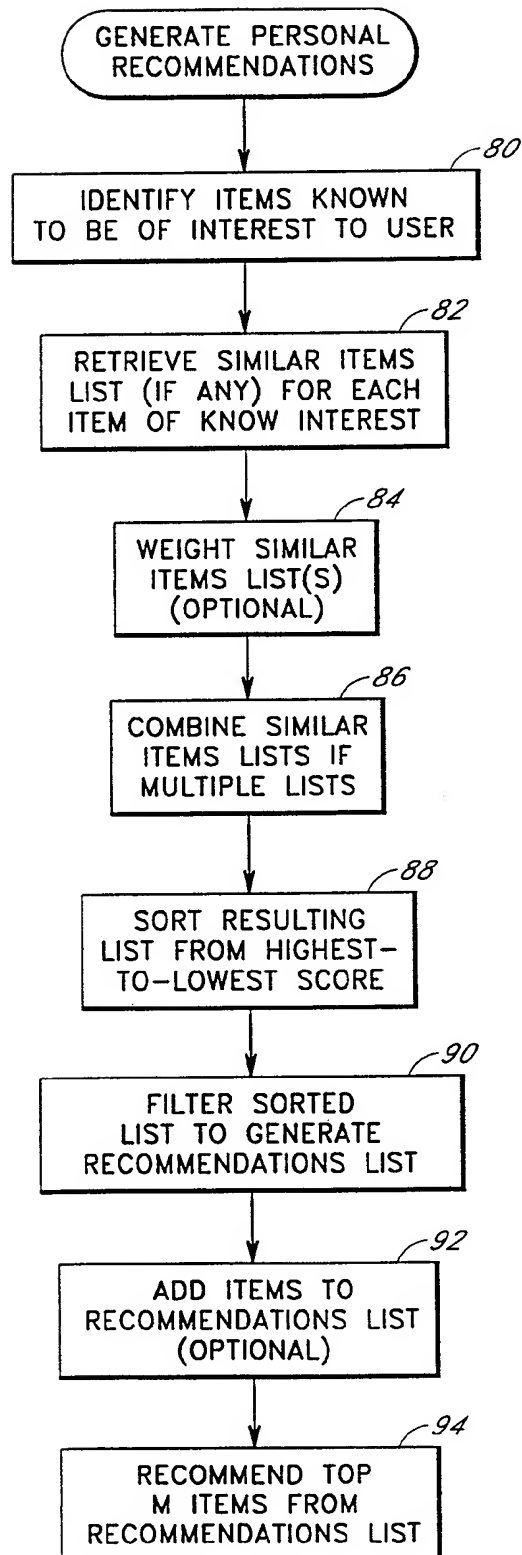 GENERATE PERSONAL
RECOMMENDATIONS
80
IDENTIFY ITEMS KNOWN
TO BE OF INTEREST TO USER
82
RETRIEVE SIMILAR ITEMS
LIST (IF ANY) FOR EACH
ITEM OF KNOW INTEREST
84
WEIGHT SIMILAR
ITEMS LIST(S)
(OPTIONAL)
86
COMBINE SIMILAR
ITEMS LISTS IF
MULTIPLE LISTS
88
SORT RESULTING
LIST FROM HIGHEST-
TO-LOWEST SCORE
90
FILTER SORTED
LIST TO GENERATE
RECOMMENDATIONS LIST
92
ADD ITEMS TO
RECOMMENDATIONS LIST
(OPTIONAL)
94
RECOMMEND TOP
M ITEMS FROM
RECOMMENDATIONS LIST